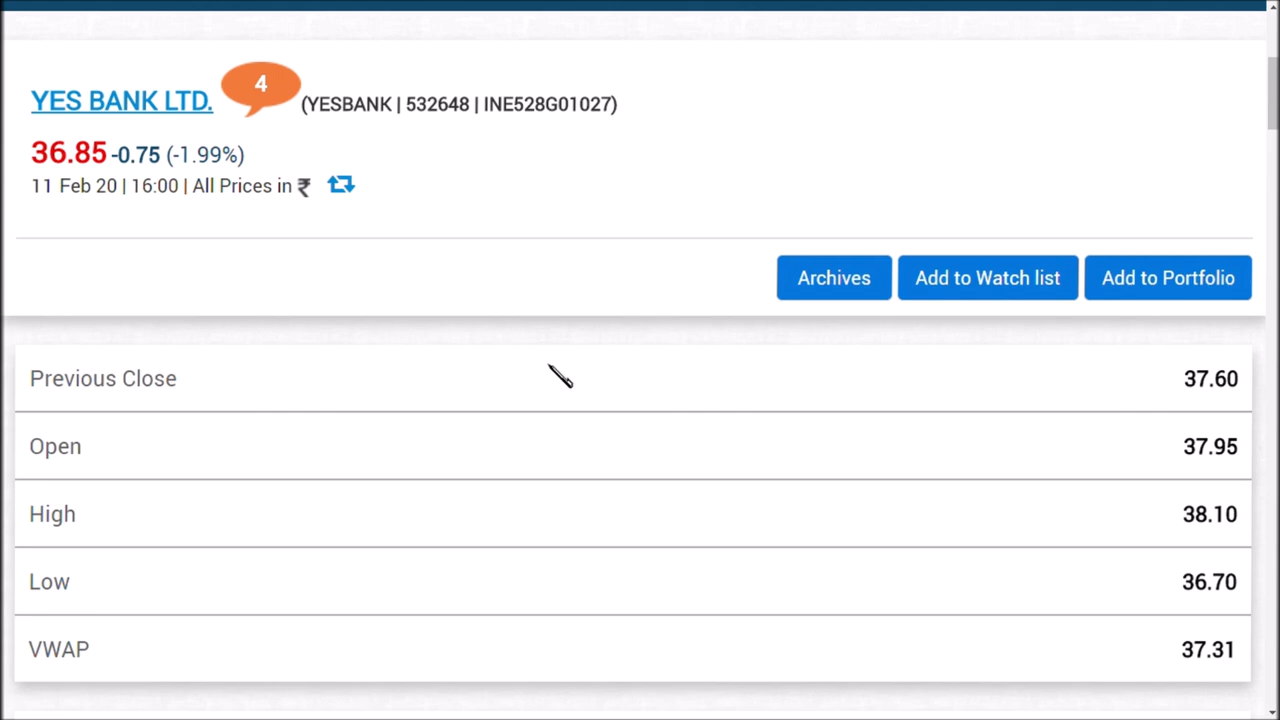 YES BANK LTD. 4 (YESBANK | 532648 | INE528G01027)
36.85 -0.75 (-1.99%)
11 Feb 20 | 16:00 | All Prices in ₹
Archives Add to Watch list Add to Portfolio
Previous Close 37.60
Open 37.95
High 38.10
Low 36.70
VWAP 37.31